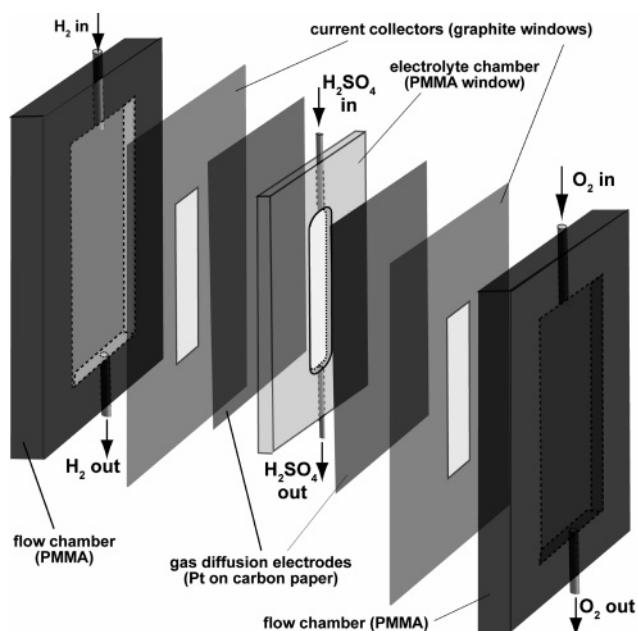 H₂ in
current collectors (graphite windows)
electrolyte chamber
(PMMA window)
H₂SO₄
in
O₂ in
H₂ out
H₂SO₄
out
flow chamber
(PMMA)
gas diffusion electrodes
(Pt on carbon paper)
flow chamber (PMMA)
O₂ out